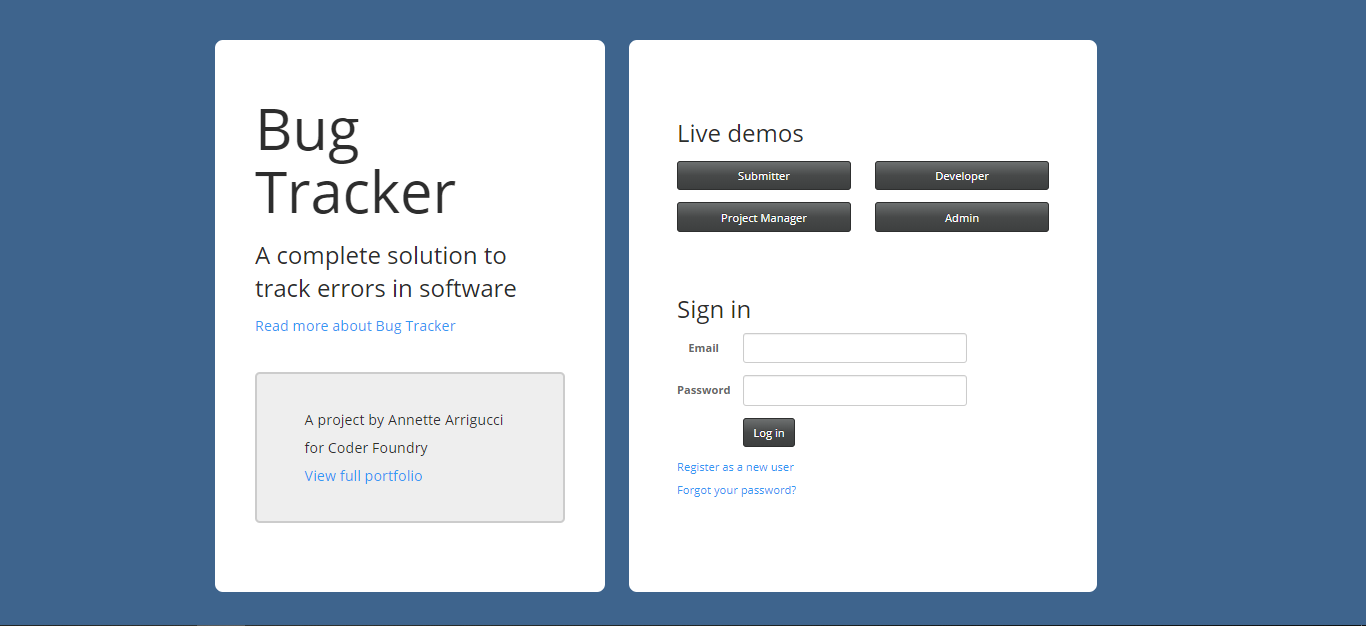 Bug
Tracker
A complete solution to
track errors in software
Read more about Bug Tracker
A project by Annette Arrigucci
for Coder Foundry
View full portfolio
Live demos
Submitter
Developer
Project Manager
Admin
Sign in
Email
Password
Log in
Register as a new user
Forgot your password?